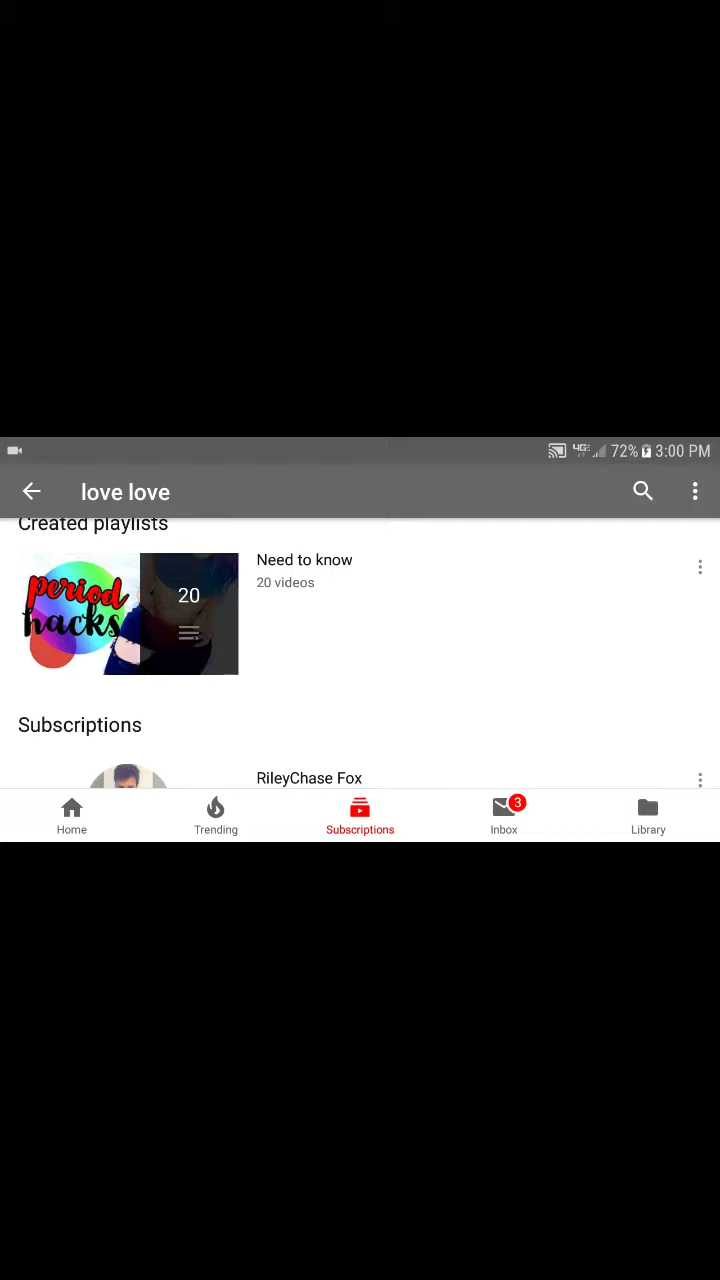 4G 72% 3:00 PM
love love
Created playlists
period
hacks
20
Need to know
20 videos
Subscriptions
RileyChase Fox
3
Home Trending Subscriptions Inbox Library